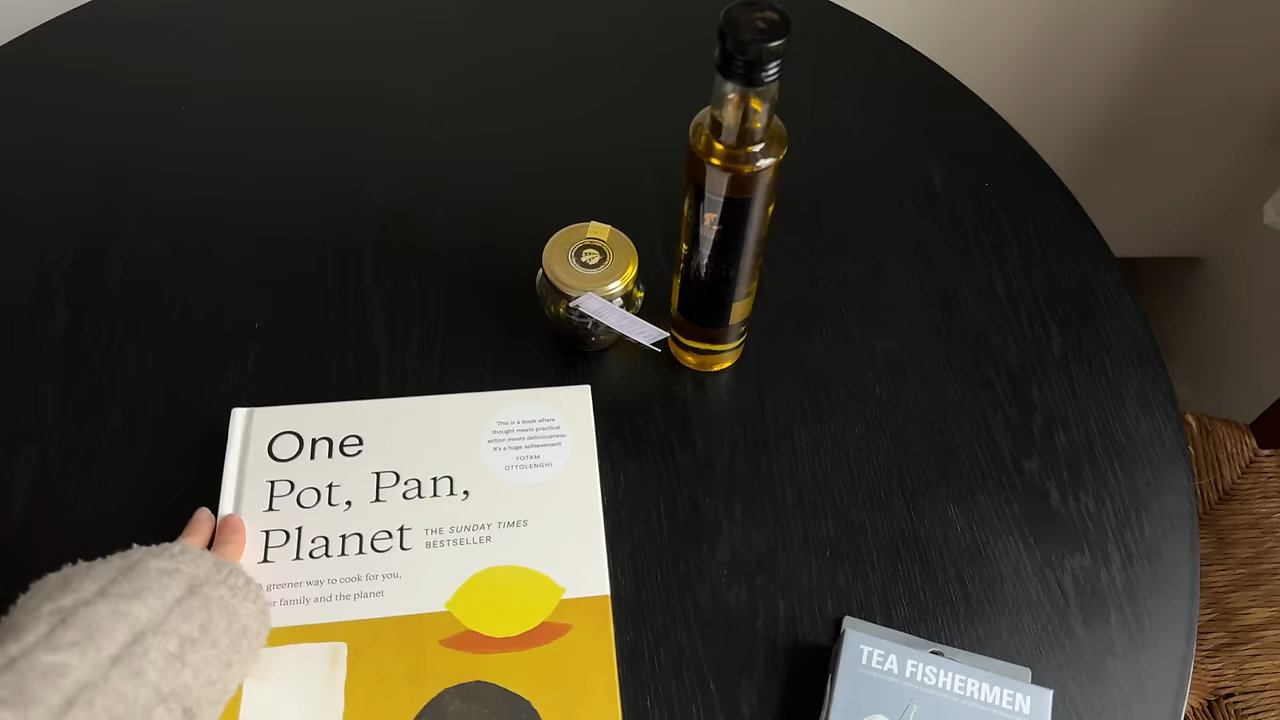 One
Pot, Pan,
Planet
THE SUNDAY TIMES
BESTSELLER
greener way to cook for you,
family and the planet
'This is a book where
thought meets practical
action meets deliciousness.
It's a huge achievement'
YOTAM
OTTOLENGHI
TEA FISHERMEN